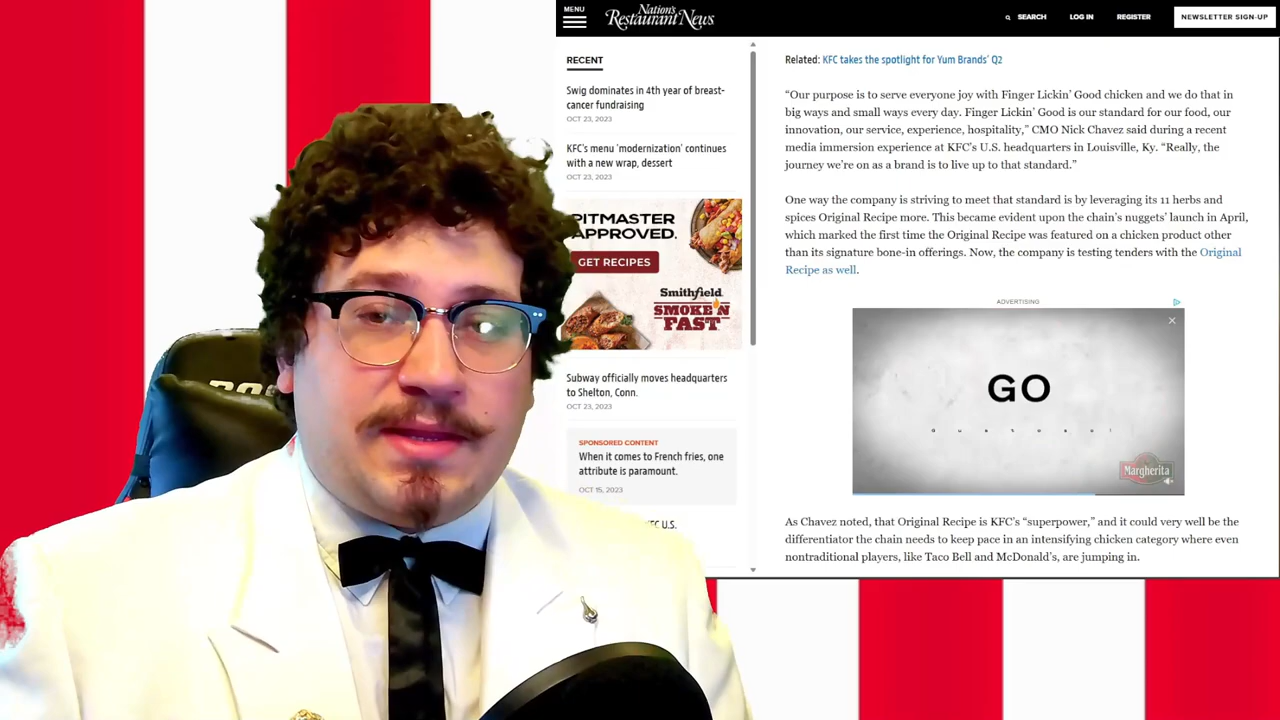 MENU
Nation's
Restaurant News
SEARCH
LOG IN
REGISTER
NEWSLETTER SIGN-UP
RECENT
Swig dominates in 4th year of breast-
cancer fundraising
OCT 23, 2023
KFC's menu 'modernization' continues
with a new wrap, dessert
OCT 23, 2023
PITMASTER
APPROVED.
GET RECIPES
Smithfield
SMOKE'N
FAST
Subway officially moves headquarters
to Shelton, Conn.
OCT 23, 2023
SPONSORED CONTENT
When it comes to French fries, one
attribute is paramount.
OCT 15, 2023
U.S.
Related: KFC takes the spotlight for Yum Brands' Q2
“Our purpose is to serve everyone joy with Finger Lickin’ Good chicken and we do that in
big ways and small ways every day. Finger Lickin’ Good is our standard for our food, our
innovation, our service, experience, hospitality,” CMO Nick Chavez said during a recent
media immersion experience at KFC’s U.S. headquarters in Louisville, Ky. “Really, the
journey we’re on as a brand is to live up to that standard.”
One way the company is striving to meet that standard is by leveraging its 11 herbs and
spices Original Recipe more. This became evident upon the chain’s nuggets’ launch in April,
which marked the first time the Original Recipe was featured on a chicken product other
than its signature bone-in offerings. Now, the company is testing tenders with the Original
Recipe as well.
ADVERTISING
GO
Margherita
As Chavez noted, that Original Recipe is KFC’s “superpower,” and it could very well be the
differentiator the chain needs to keep pace in an intensifying chicken category where even
nontraditional players, like Taco Bell and McDonald’s, are jumping in.